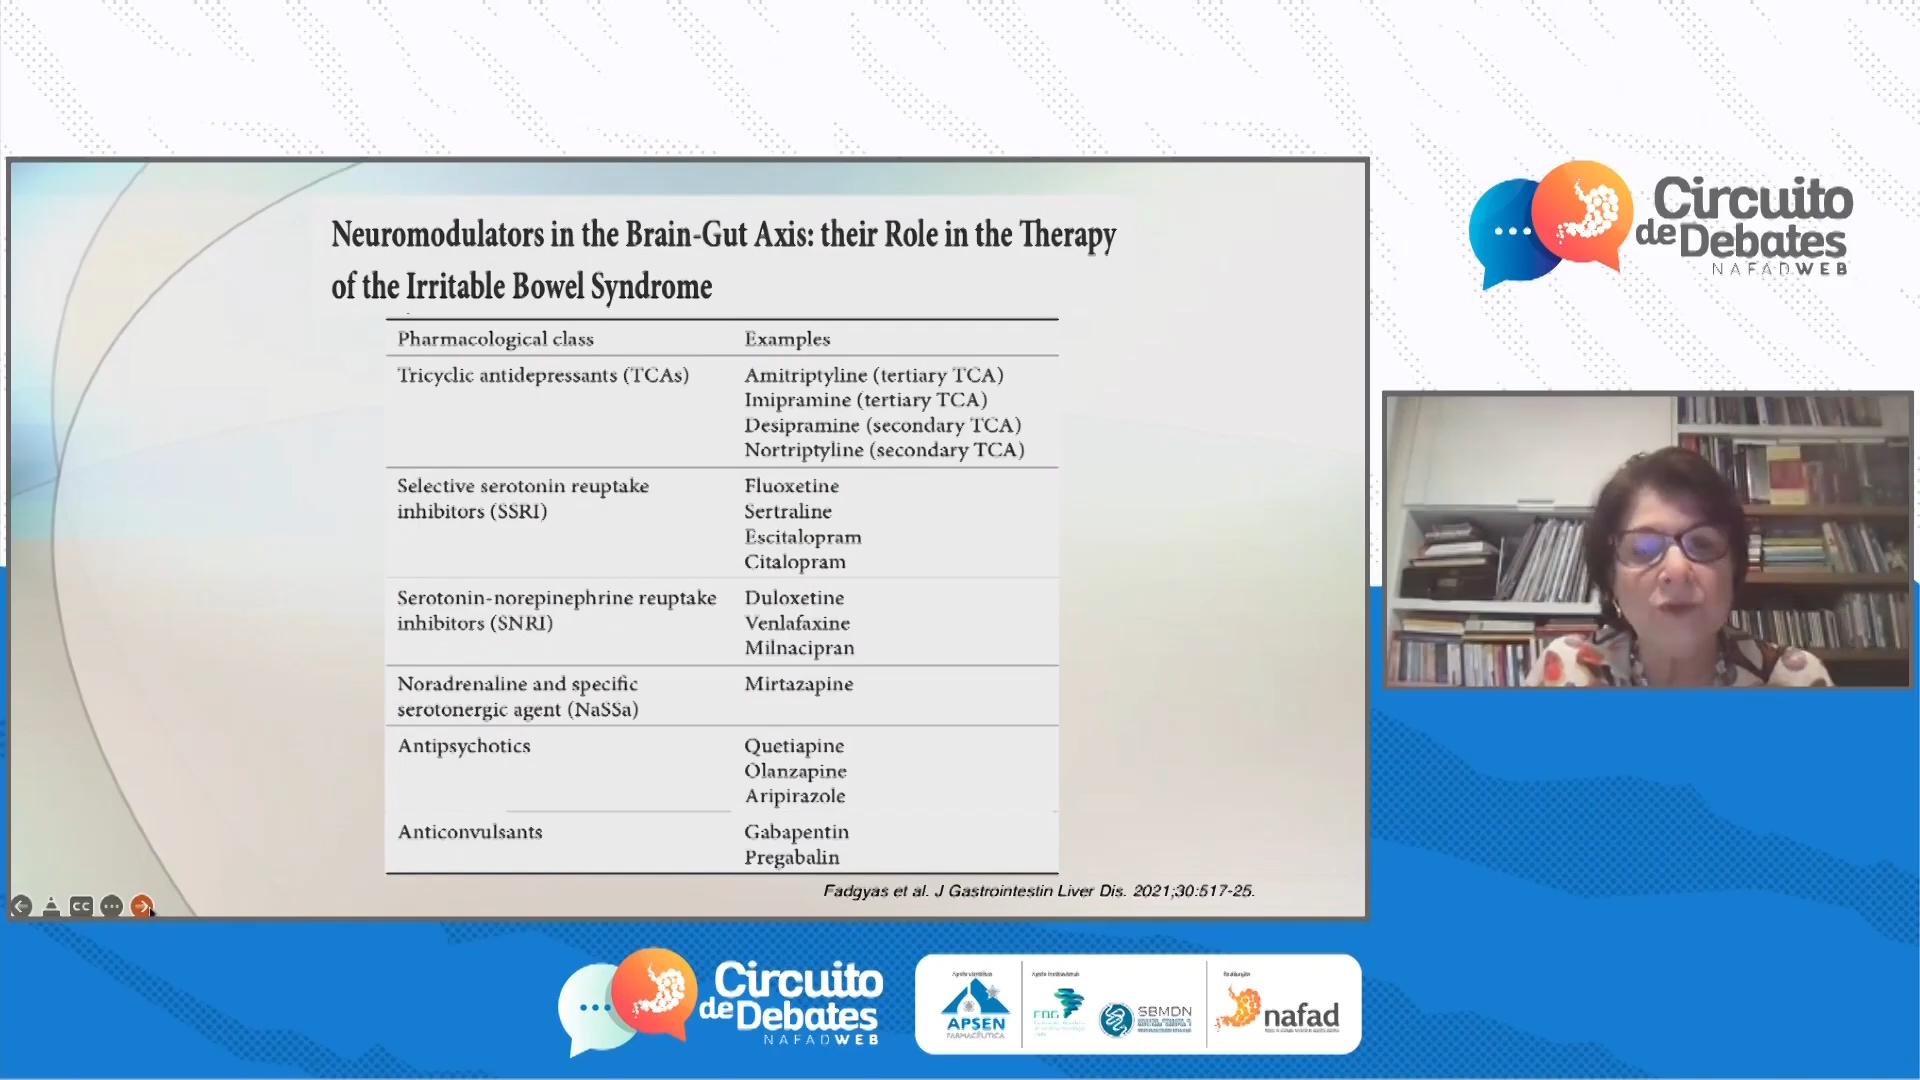 Neuromodulators in the Brain-Gut Axis: their Role in the Therapy
of the Irritable Bowel Syndrome
Pharmacological class Examples
Tricyclic antidepressants (TCAs) Amitriptyline (tertiary TCA)
Imipramine (tertiary TCA)
Desipramine (secondary TCA)
Nortriptyline (secondary TCA)
Selective serotonin reuptake Fluoxetine
inhibitors (SSRI) Sertraline
Escitalopram
Citalopram
Serotonin-norepinephrine reuptake Duloxetine
inhibitors (SNRI) Venlafaxine
Milnacipran
Noradrenaline and specific Mirtazapine
serotonergic agent (NaSSa)
Antipsychotics Quetiapine
Olanzapine
Aripirazole
Anticonvulsants Gabapentin
Pregabalin
Fadgyas et al. J Gastrointestin Liver Dis. 2021;30:517-25.
CC
Circuito
de Debates
NAFADWEB
Circuito
de Debates
NAFADWEB
APSEN
FARMACÊUTICA
FBG
SBMDN
nafad